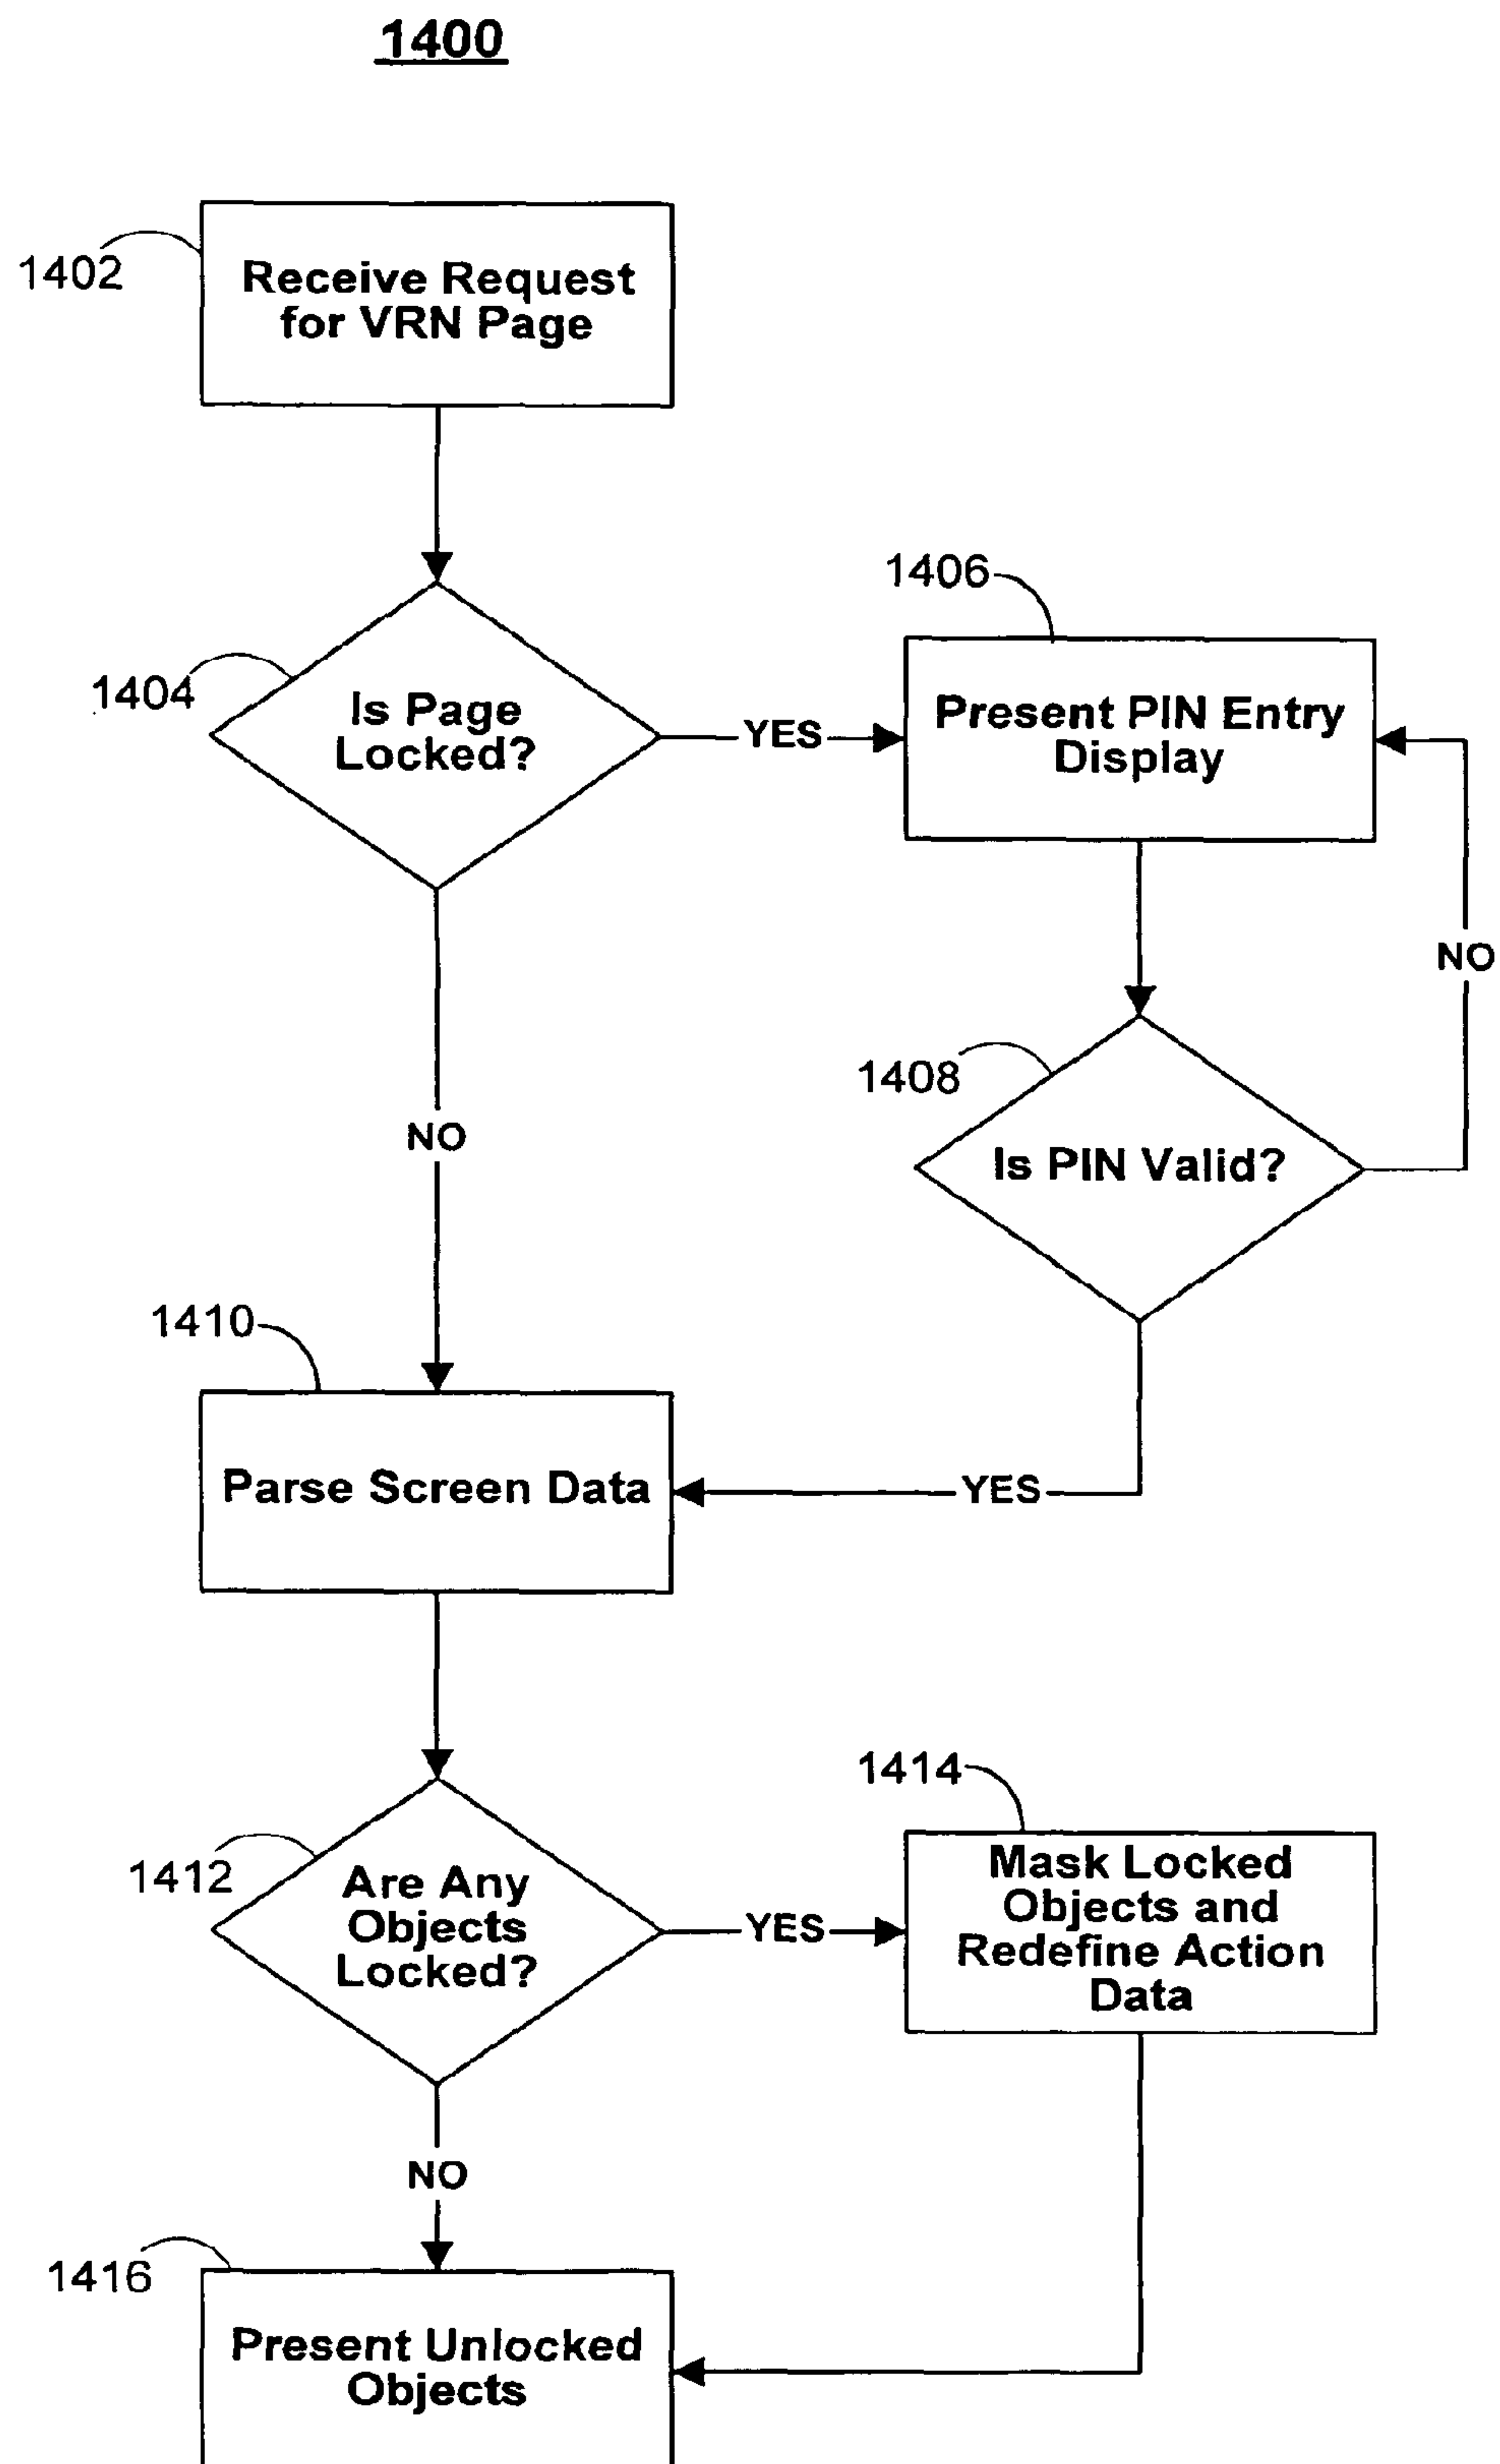 1400
1402
Receive Request
for VRN Page
1404
Is Page
Locked?
YES
1406
Present PIN Entry
Display
NO
1408
Is PIN Valid?
NO
1410
Parse Screen Data
YES
1412
Are Any
Objects
Locked?
YES
1414
Mask Locked
Objects and
Redefine Action
Data
NO
1416
Present Unlocked
Objects